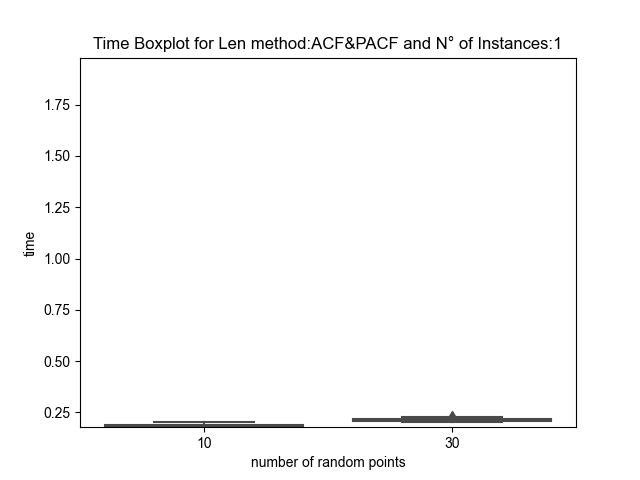 Time Boxplot for Len method:ACF&PACF and N° of Instances:1
1.75
1.50
1.25
1.00
0.75
0.50
0.25
time
10 30
number of random points